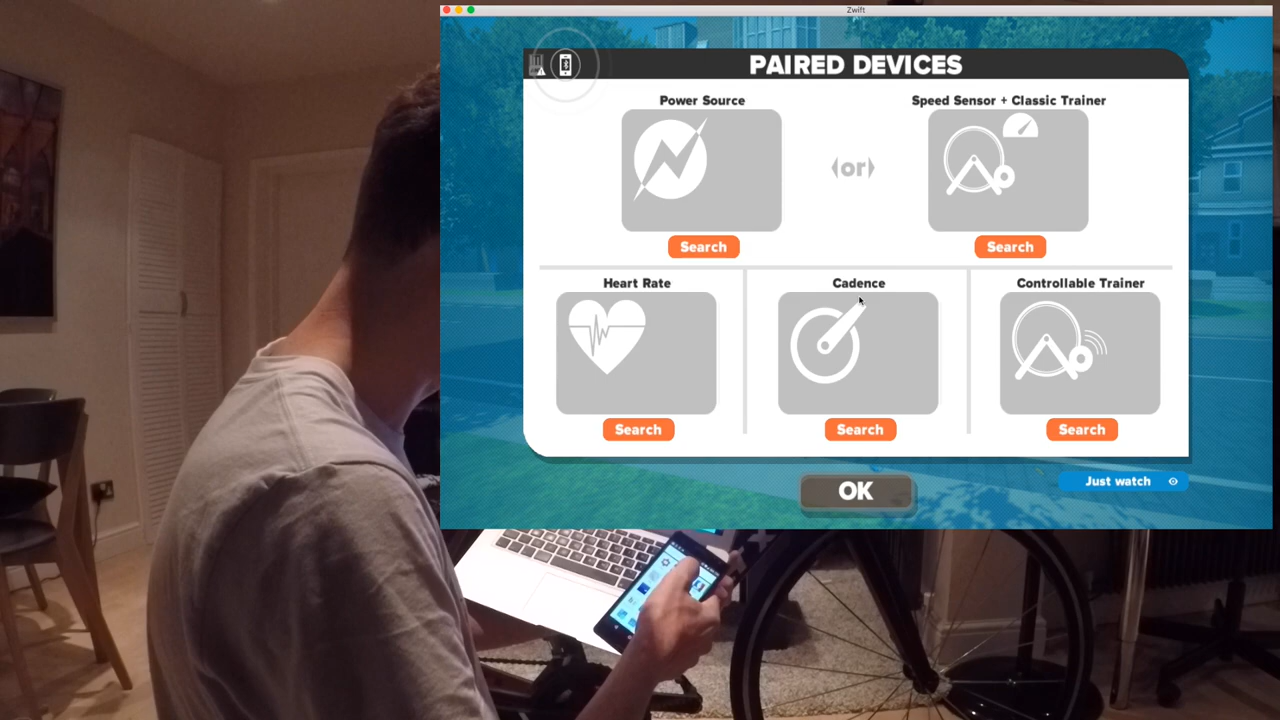 Zwift
PAIRED DEVICES
Power Source
Speed Sensor + Classic Trainer
or
Search
Search
Heart Rate
Cadence
Controllable Trainer
Search
Search
Search
OK
Just watch